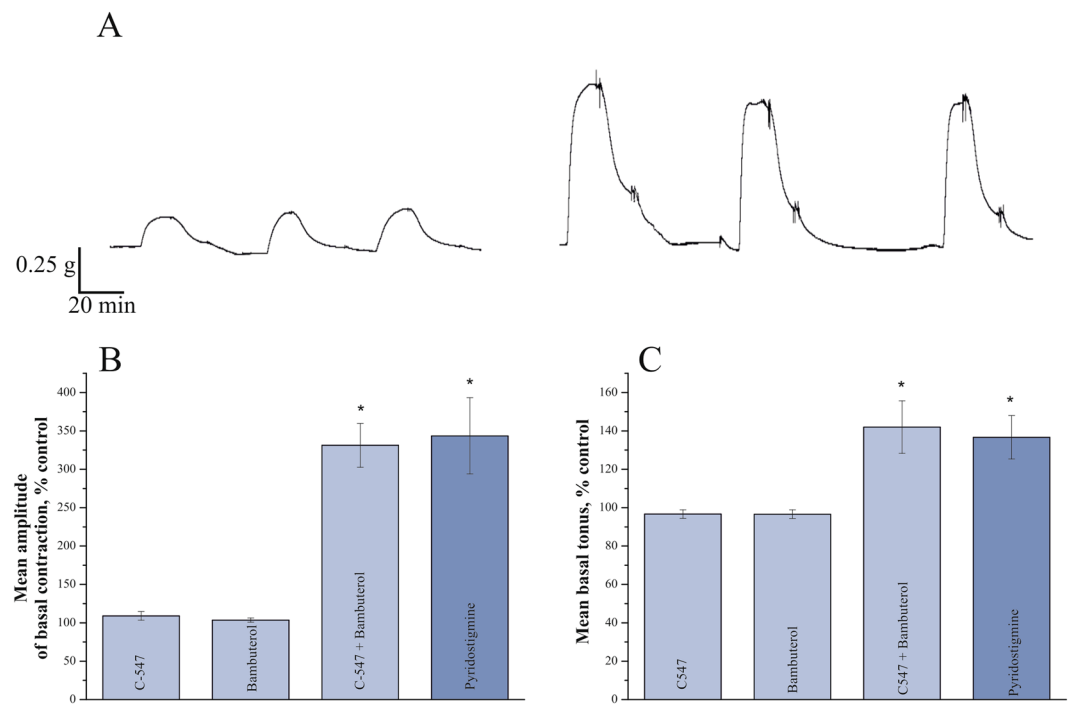 A
0.25 g
20 min
B
Mean amplitude
of basal contraction, % control
400
350
300
250
200
150
100
50
0
*
*
C-547
Bambuterol
C-547 + Bambuterol
Pyridostigmine
C
Mean basal tonus, % control
160
140
120
100
80
60
40
20
0
*
*
C547
Bambuterol
C547 + Bambuterol
Pyridostigmine